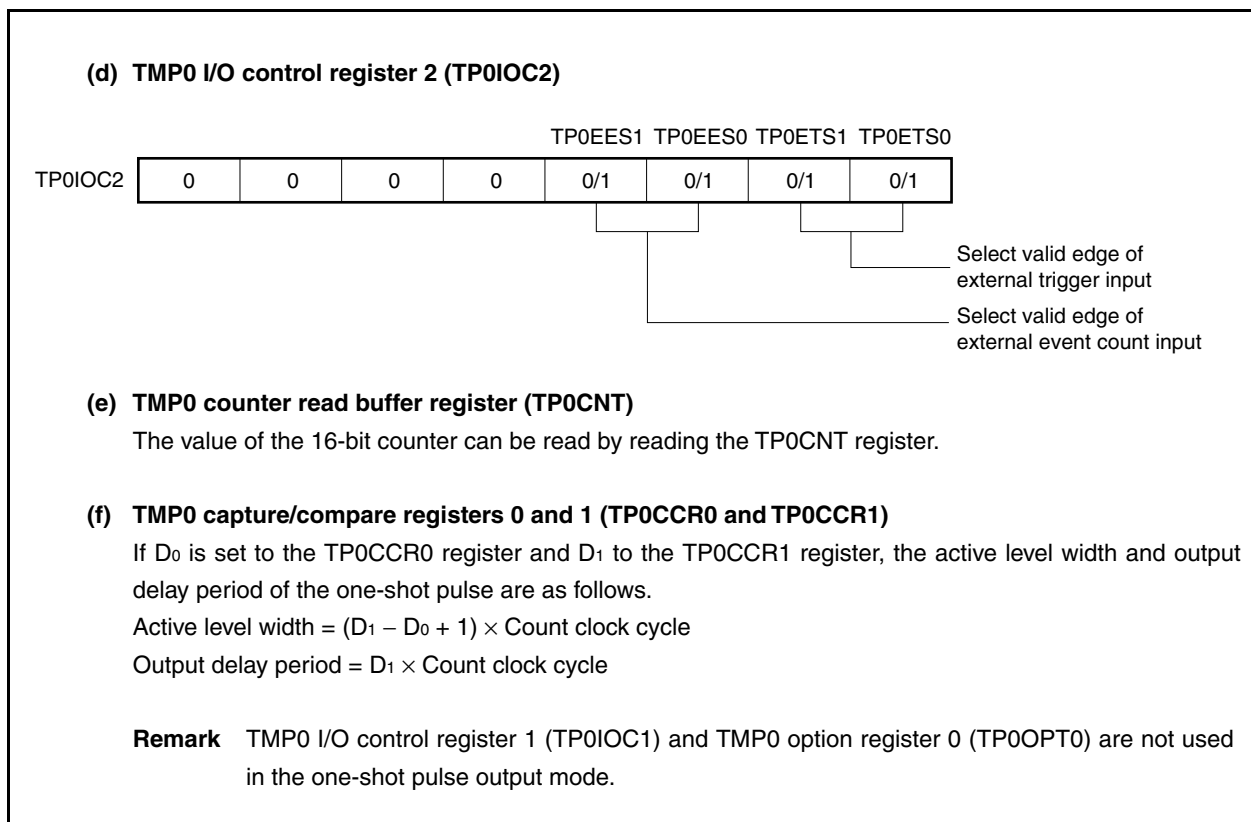 (d) TMP0 I/O control register 2 (TP0IOC2)
TP0EES1 TP0EES0 TP0ETS1 TP0ETS0
TP0IOC2 0 0 0 0 0/1 0/1 0/1 0/1
Select valid edge of
external trigger input
Select valid edge of
external event count input
(e) TMP0 counter read buffer register (TP0CNT)
The value of the 16-bit counter can be read by reading the TP0CNT register.
(f) TMP0 capture/compare registers 0 and 1 (TP0CCR0 and TP0CCR1)
If D0 is set to the TP0CCR0 register and D1 to the TP0CCR1 register, the active level width and output
delay period of the one-shot pulse are as follows.
Active level width = (D1 − D0 + 1) × Count clock cycle
Output delay period = D1 × Count clock cycle
Remark TMP0 I/O control register 1 (TP0IOC1) and TMP0 option register 0 (TP0OPT0) are not used
in the one-shot pulse output mode.